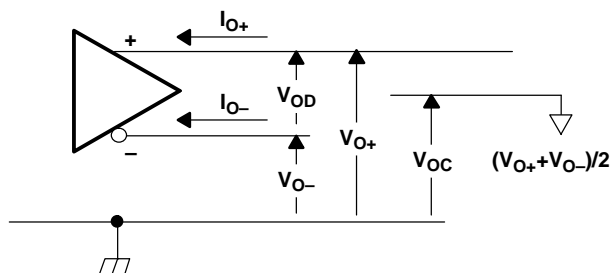 I_O+
+
I_O–
V_OD
V_O+
–
V_O–
V_OC
(V_O+ +V_O–)/2